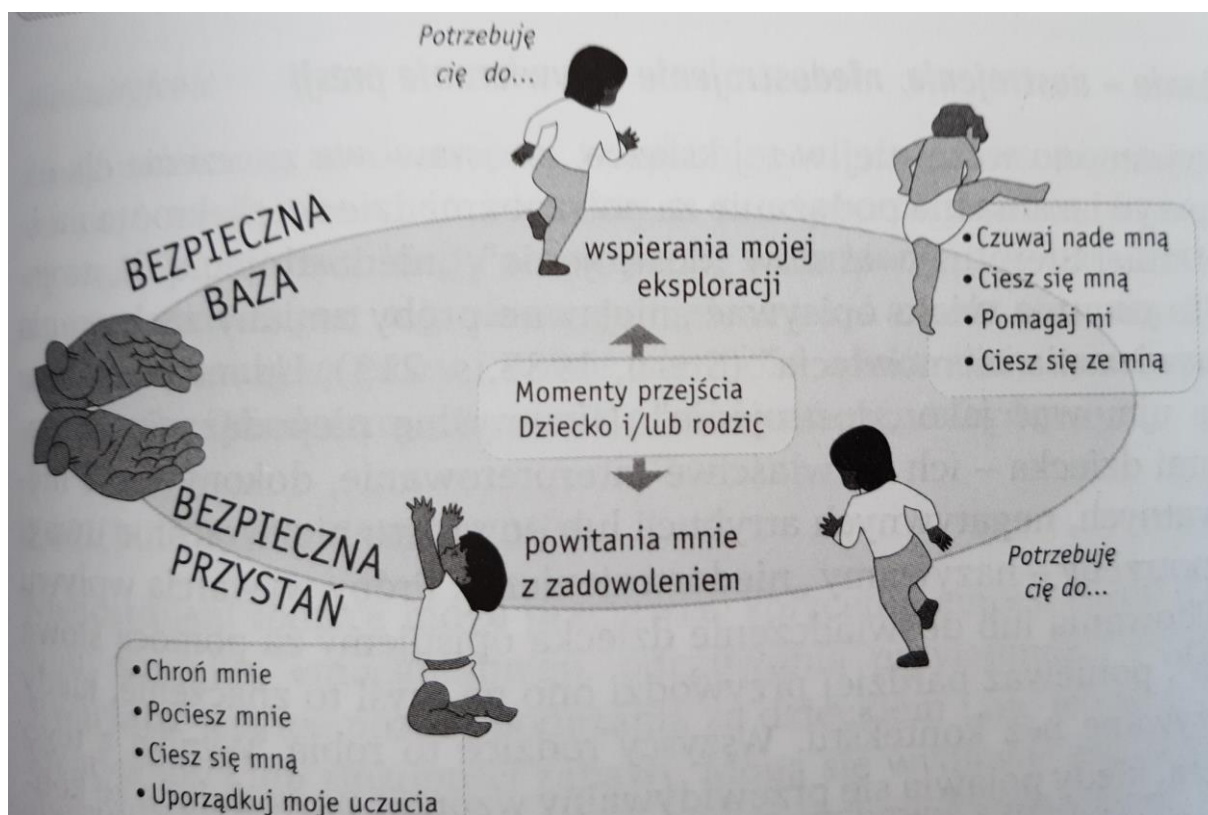 Potrzebuję
cię do...
BEZPIECZNA
BAZA
wspierania mojej
eksploracji
• Czuwaj nade mną
• Ciesz się mną
• Pomagaj mi
• Ciesz się ze mną
Momenty przejścia
Dziecko i/lub rodzic
BEZPIECZNA
PRZYSTAŃ
powitania mnie
z zadowoleniem
Potrzebuję
cię do...
• Chroń mnie
• Pociesz mnie
• Ciesz się mną
• Uporządkuj moje uczucia